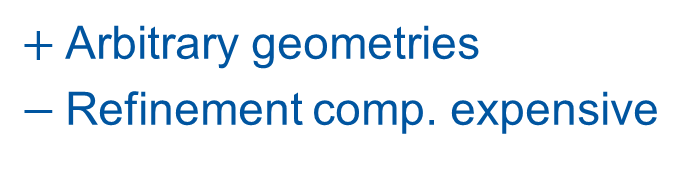 + Arbitrary geometries
– Refinement comp. expensive